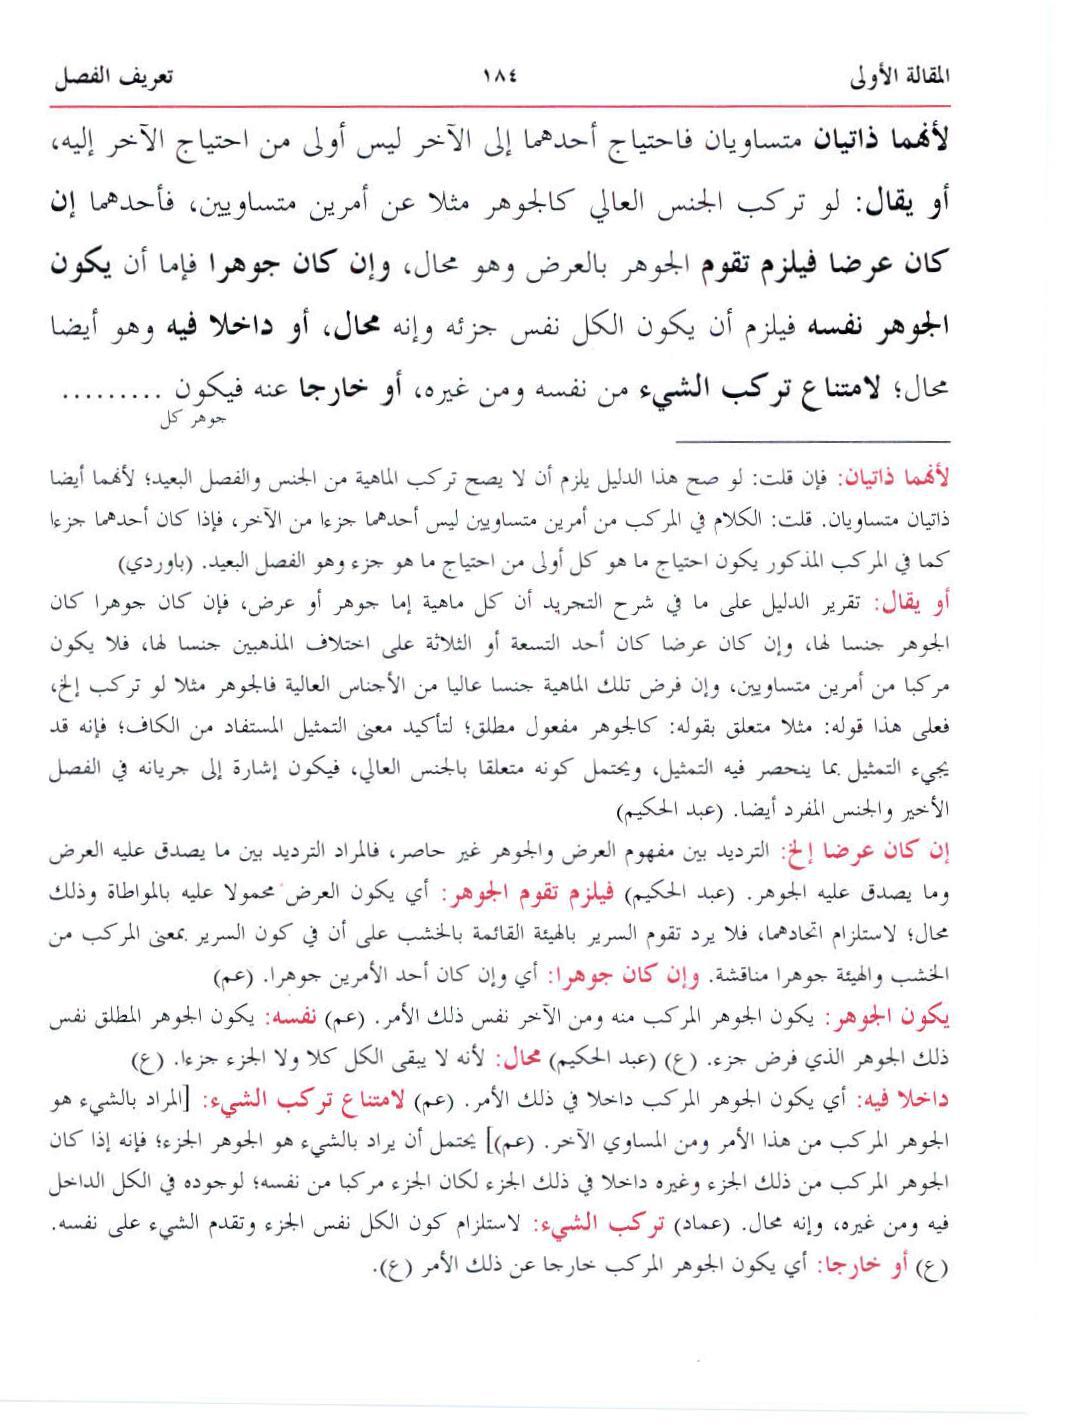 المقالة الأولى ١٨٤ تعريف الفصل
لأنهما ذاتيان متساويان فاحتياج أحدهما إلى الآخر ليس أولى من احتياج الآخر إليه،
أو يقال: لو تركب الجنس العالي كالجوهر مثلا عن أمرين متساويين، فأحدهما إن
كان عرضا فيلزم تقوم الجوهر بالعرض وهو محال، وإن كان جوهرا فإما أن يكون
الجوهر نفسه فيلزم أن يكون الكل نفس جزئه وإنه محال، أو داخلا فيه وهو أيضا
محال؛ لامتناع تركب الشيء من نفسه ومن غيره، أو خارجا عنه فيكون .........
جوهر كل
لأنهما ذاتيان: فإن قلت: لو صح هذا الدليل يلزم أن لا يصح تركب الماهية من الجنس والفصل البعيد؛ لأنهما أيضا
ذاتيان متساويان. قلت: الكلام في المركب من أمرين متساويين ليس أحدهما جزءا من الآخر، فإذا كان أحدهما جزءا
كما في المركب المذكور يكون احتياج ما هو كل أولى من احتياج ما هو جزء وهو الفصل البعيد. (باوردي)
أو يقال: تقرير الدليل على ما في شرح التجريد أن كل ماهية إما جوهر أو عرض، فإن كان جوهرا كان
الجوهر جنسا لها، وإن كان عرضا كان أحد التسعة أو الثلاثة على اختلاف المذهبين جنسا لها، فلا يكون
مركبا من أمرين متساويين، وإن فرض تلك الماهية جنسا عاليا من الأجناس العالية فالجوهر مثلا لو تركب إلخ،
فعلى هذا قوله: مثلا متعلق بقوله: كالجوهر مفعول مطلق؛ لتأكيد معنى التمثيل المستفاد من الكاف؛ فإنه قد
يجيء التمثيل بما ينحصر فيه التمثيل، ويحتمل كونه متعلقا بالجنس العالي، فيكون إشارة إلى جريانه في الفصل
الأخير والجنس المفرد أيضا. (عبد الحكيم)
إن كان عرضا إلخ: الترديد بين مفهوم العرض والجوهر غير حاصر، فالمراد الترديد بين ما يصدق عليه العرض
وما يصدق عليه الجوهر. (عبد الحكيم) فيلزم تقوم الجوهر: أي يكون العرض محمولا عليه بالمواطاة وذلك
محال؛ لاستلزام اتحادهما، فلا يرد تقوم السرير بالهيئة القائمة بالخشب على أن في كون السرير بمعنى المركب من
الخشب والهيئة جوهرا مناقشة. وإن كان جوهرا: أي وإن كان أحد الأمرين جوهرا. (عم)
يكون الجوهر: يكون الجوهر المركب منه ومن الآخر نفس ذلك الأمر. (عم) نفسه: يكون الجوهر المطلق نفس
ذلك الجوهر الذي فرض جزء. (ع) (عبد الحكيم) محال: لأنه لا يبقى الكل كلا ولا الجزء جزءا. (ع)
داخلا فيه: أي يكون الجوهر المركب داخلا في ذلك الأمر. (عم) لامتناع تركب الشيء: [المراد بالشيء هو
الجوهر المركب من هذا الأمر ومن المساوي الآخر. (عم)] يحتمل أن يراد بالشيء هو الجوهر الجزء؛ فإنه إذا كان
الجوهر المركب من ذلك الجزء وغيره داخلا في ذلك الجزء لكان الجزء مركبا من نفسه؛ لوجوده في الكل الداخل
فيه ومن غيره، وإنه محال. (عماد) تركب الشيء: لاستلزام كون الكل نفس الجزء وتقدم الشيء على نفسه.
(ع) أو خارجا: أي يكون الجوهر المركب خارجا عن ذلك الأمر (ع).